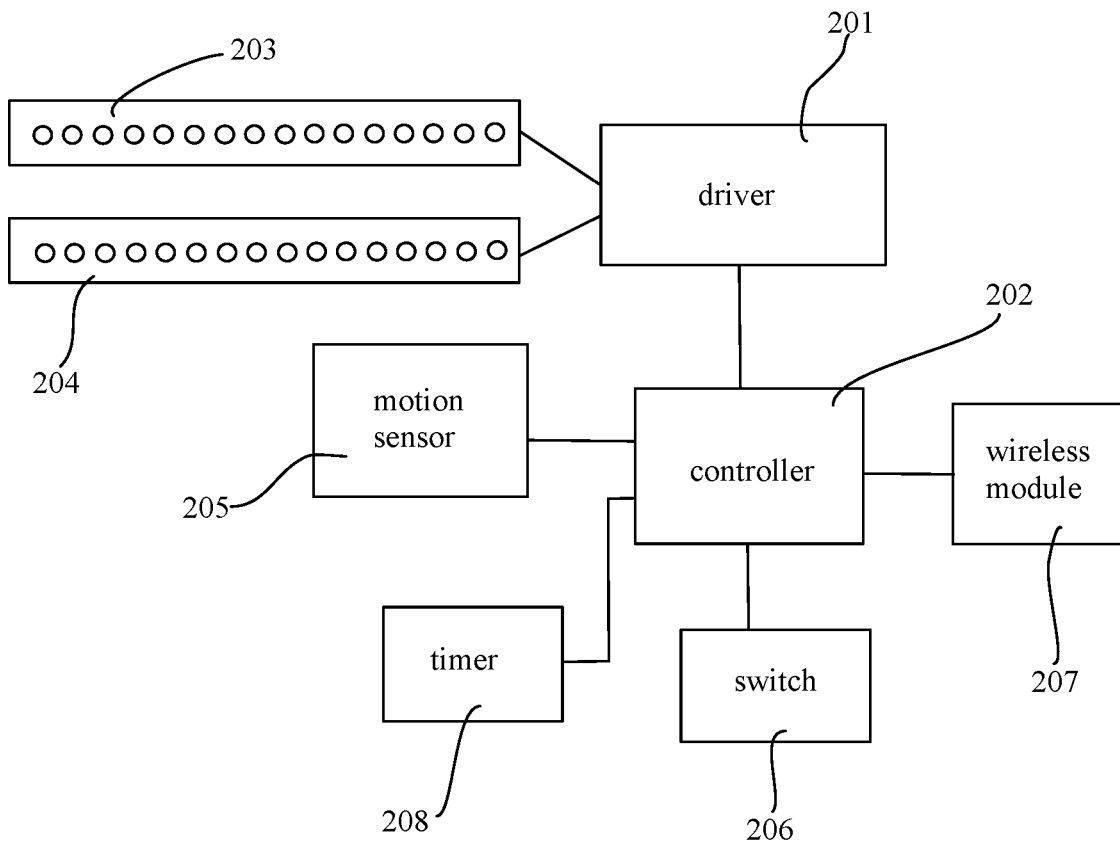 201
203
driver
202
204
motion
sensor
controller
wireless
module
205
timer
switch
207
208
206